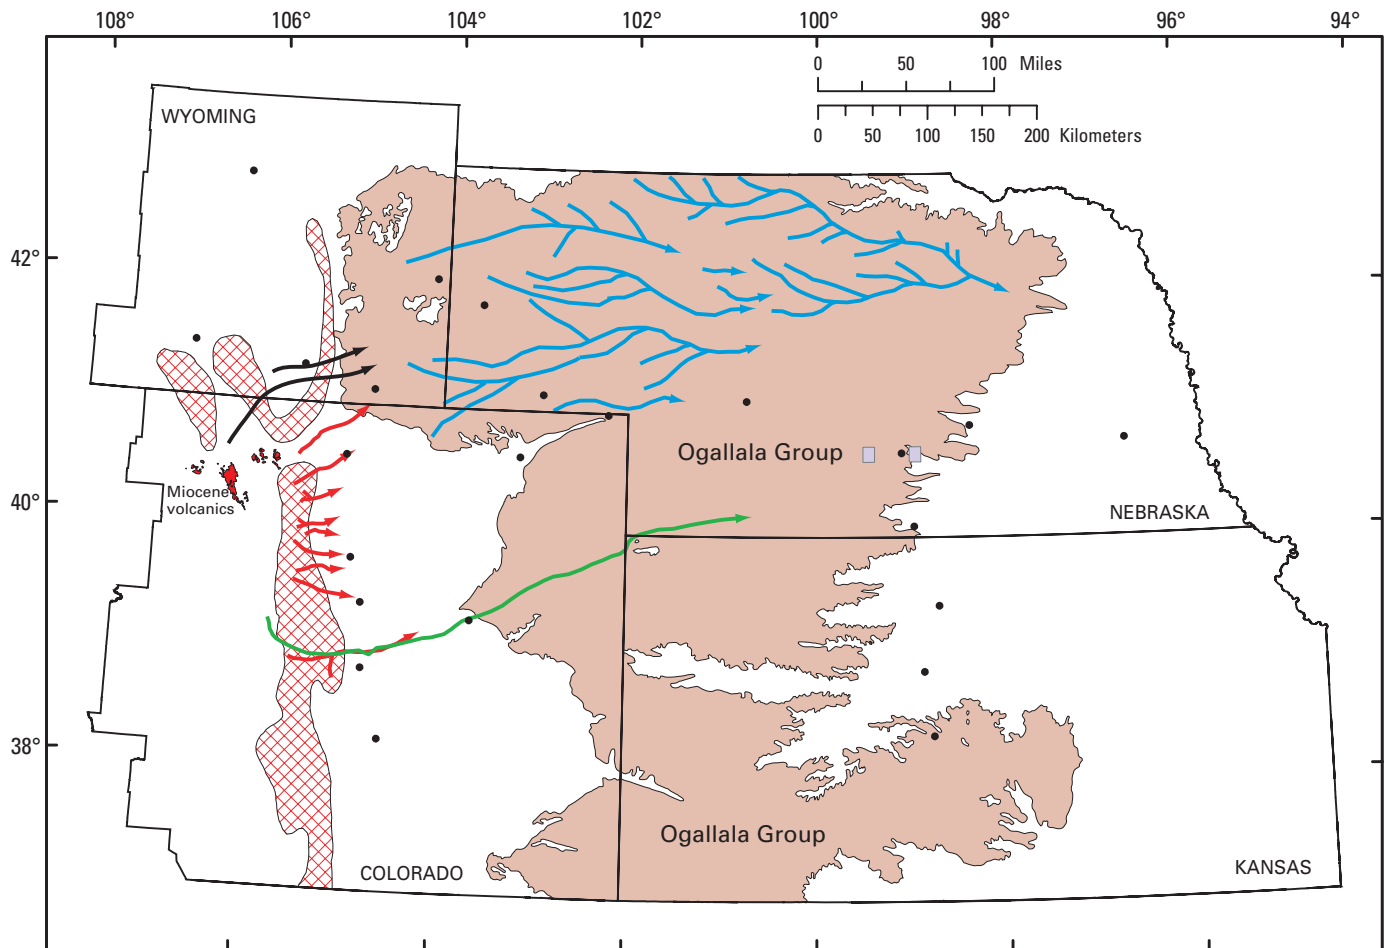 108° 106° 104° 102° 100° 98° 96° 94°
0 50 100 Miles
0 50 100 150 200 Kilometers
WYOMING
42°
Ogallala Group
Miocene
volcanics
40°
NEBRASKA
38°
Ogallala Group
COLORADO
KANSAS